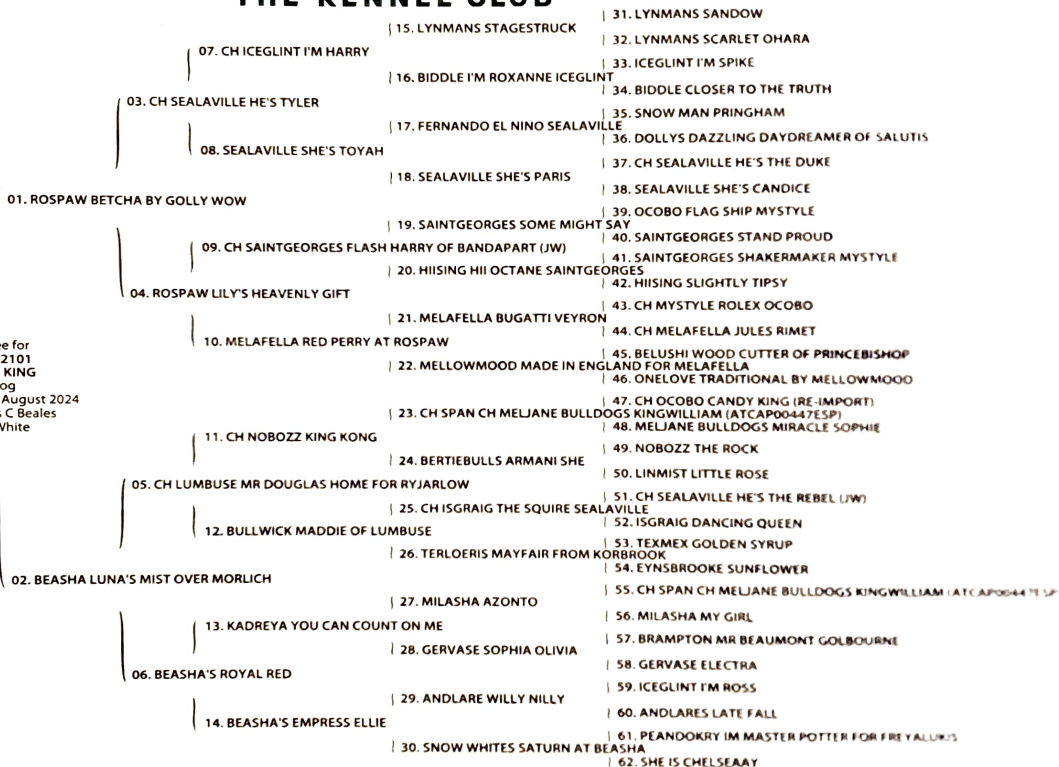 THE KENNEL CLUB
31. LYNMANS SANDOW
15. LYNMANS STAGESTRUCK
32. LYNMANS SCARLET OHARA
07. CH ICEGLINT I'M HARRY
33. ICEGLINT I'M SPIKE
16. BIDDLE I'M ROXANNE ICEGLINT
34. BIDDLE CLOSER TO THE TRUTH
03. CH SEALAVILLE HE'S TYLER
35. SNOW MAN PRINGHAM
17. FERNANDO EL NINO SEALAVILLE
36. DOLLYS DAZZLING DAYDREAMER OF SALUTIS
08. SEALAVILLE SHE'S TOYAH
37. CH SEALAVILLE HE'S THE DUKE
18. SEALAVILLE SHE'S PARIS
38. SEALAVILLE SHE'S CANDICE
01. ROSPAW BETCHA BY GOLLY WOW
39. OCOBO FLAG SHIP MYSTYLE
19. SAINTGEORGES SOME MIGHT SAY
40. SAINTGEORGES STAND PROUD
09. CH SAINTGEORGES FLASH HARRY OF BANDAPART (JW)
41. SAINTGEORGES SHAKERMAKER MYSTYLE
20. HIISING HII OCTANE SAINTGEORGES
42. HIISING SLIGHTLY TIPSY
04. ROSPAW LILY'S HEAVENLY GIFT
43. CH MYSTYLE ROLEX OCOBO
21. MELAFELLA BUGATTI VEYRON
44. CH MELAFELLA JULES RIMET
10. MELAFELLA RED PERRY AT ROSPAW
45. BELUSHI WOOD CUTTER OF PRINCEBISHOP
22. MELLOWMOOD MADE IN ENGLAND FOR MELAFELLA
46. ONELOVE TRADITIONAL BY MELLOWMOOD
ee for
2101
KING
og
August 2024
s C Beales
White
47. CH OCOBO CANDY KING (RE-IMPORT)
23. CH SPAN CH MELJANE BULLDOGS KINGWILLIAM (ATCAP00447ESP)
48. MELJANE BULLDOGS MIRACLE SOPHIE
11. CH NOBOZZ KING KONG
49. NOBOZZ THE ROCK
24. BERTIEBULLS ARMANI SHE
50. LINMIST LITTLE ROSE
05. CH LUMBUSE MR DOUGLAS HOME FOR RYJARLOW
51. CH SEALAVILLE HE'S THE REBEL (JW)
25. CH ISGRAIG THE SQUIRE SEALAVILLE
52. ISGRAIG DANCING QUEEN
12. BULLWICK MADDIE OF LUMBUSE
53. TEXMEX GOLDEN SYRUP
26. TERLOERIS MAYFAIR FROM KORBROOK
54. EYNSBROOKE SUNFLOWER
02. BEASHA LUNA'S MIST OVER MORLICH
55. CH SPAN CH MELJANE BULLDOGS KINGWILLIAM (ATCAP00447ESP
27. MILASHA AZONTO
56. MILASHA MY GIRL
13. KADREYA YOU CAN COUNT ON ME
57. BRAMPTON MR BEAUMONT GOLBOURNE
28. GERVASE SOPHIA OLIVIA
58. GERVASE ELECTRA
06. BEASHA'S ROYAL RED
59. ICEGLINT I'M ROSS
29. ANDLARE WILLY NILLY
60. ANDLARES LATE FALL
14. BEASHA'S EMPRESS ELLIE
61. PEANDOKRY IM MASTER POTTER FOR
30. SNOW WHITES SATURN AT BEASHA
62. SHE IS CHELSEAAY